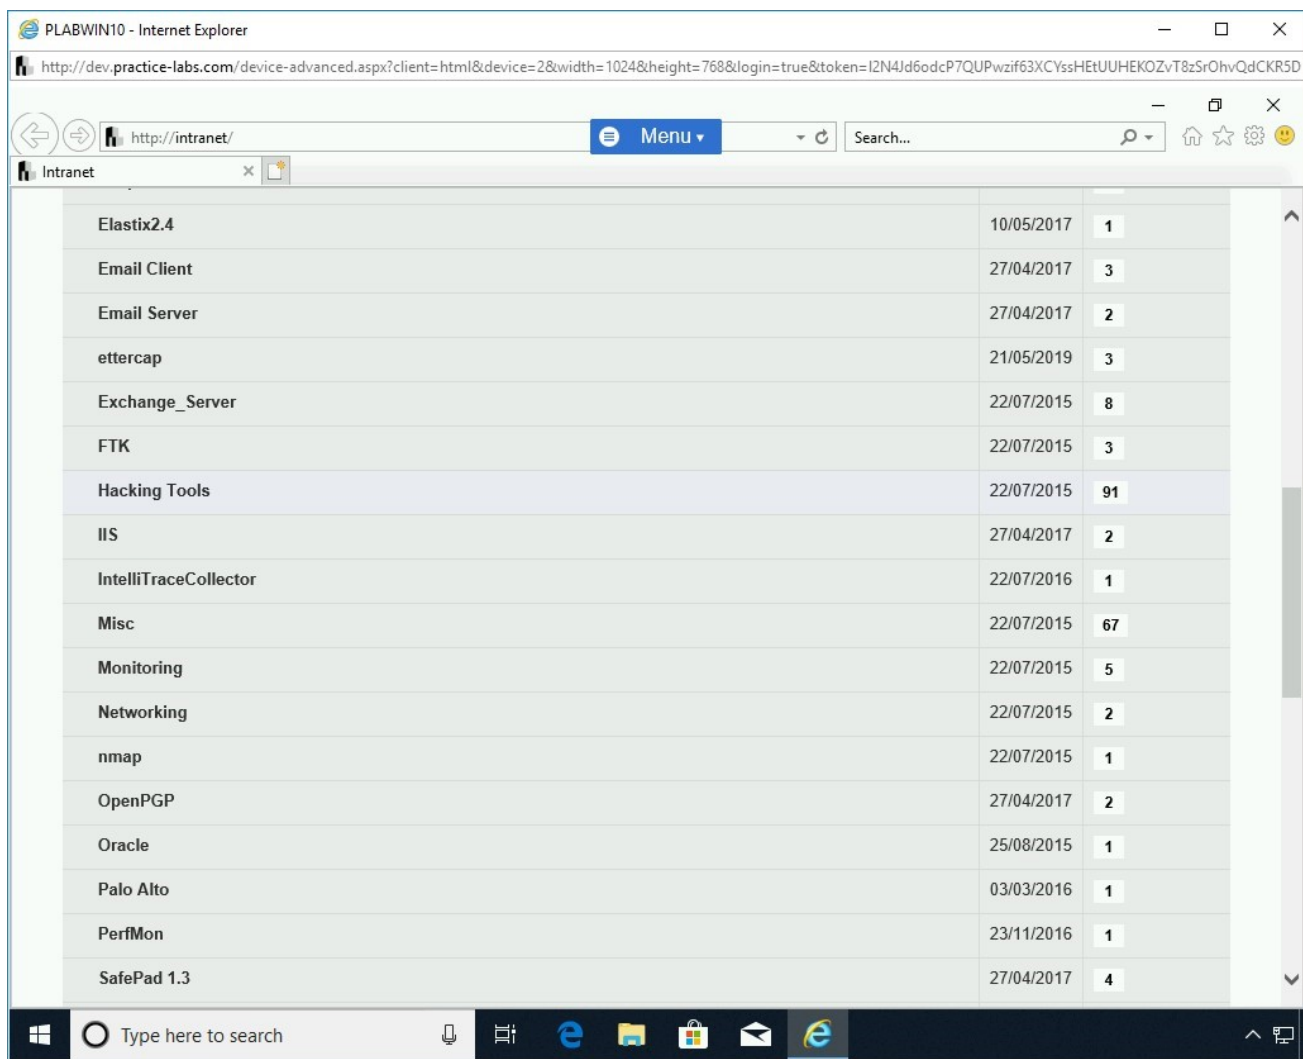 PLABWIN10 - Internet Explorer
http://dev.practice-labs.com/device-advanced.aspx?client=html&device=2&width=1024&height=768&login=true&token=I2N4Jd6odcP7QUPwzif63XCYssHEtUUHEKOZvT8zSrOhvQdCKR5D
http://intranet/ Menu Search...
Intranet
Elastix2.4 10/05/2017 1
Email Client 27/04/2017 3
Email Server 27/04/2017 2
ettercap 21/05/2019 3
Exchange_Server 22/07/2015 8
FTK 22/07/2015 3
Hacking Tools 22/07/2015 91
IIS 27/04/2017 2
IntelliTraceCollector 22/07/2016 1
Misc 22/07/2015 67
Monitoring 22/07/2015 5
Networking 22/07/2015 2
nmap 22/07/2015 1
OpenPGP 27/04/2017 2
Oracle 25/08/2015 1
Palo Alto 03/03/2016 1
PerfMon 23/11/2016 1
SafePad 1.3 27/04/2017 4
Type here to search